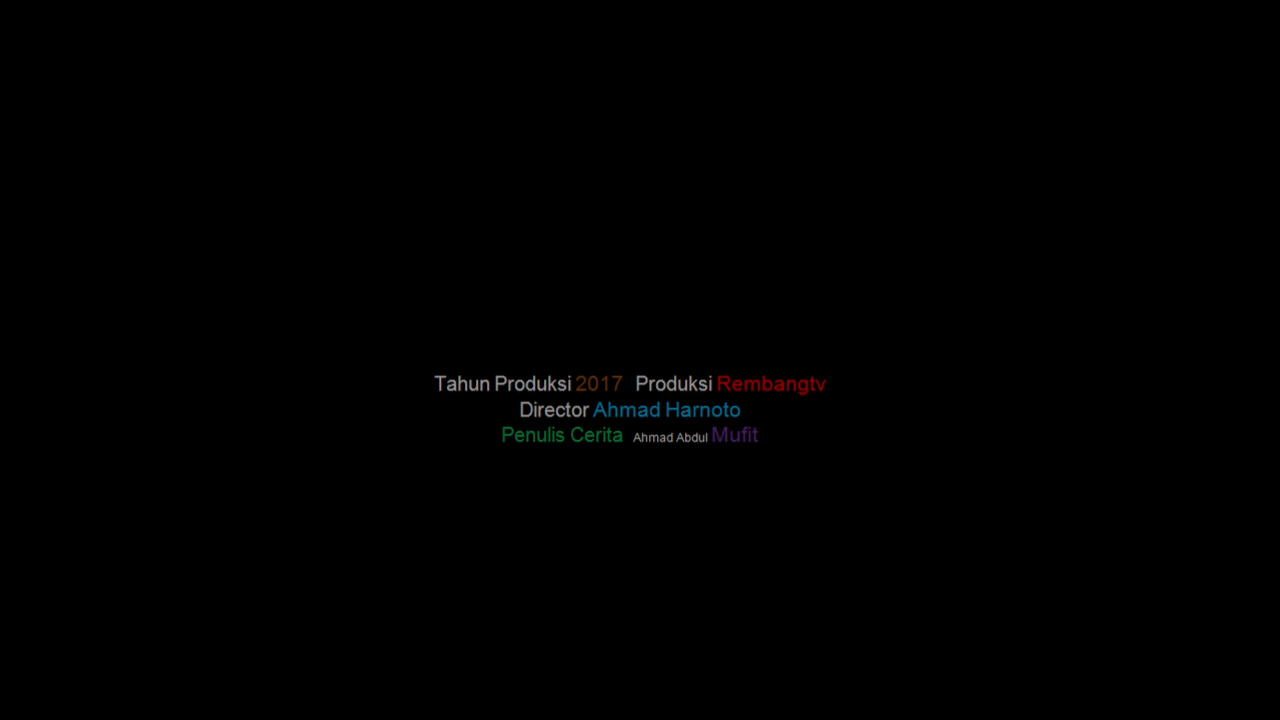 Tahun Produksi 2017 Produksi Rembangtv
Director Ahmad Harnoto
Penulis Cerita Ahmad Abdul Mufit